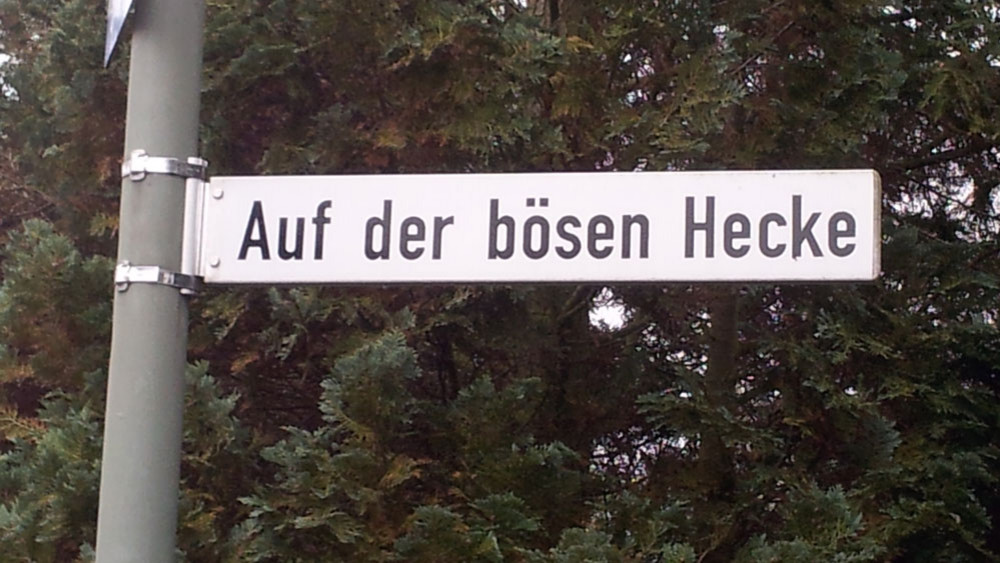 Auf der bösen Hecke